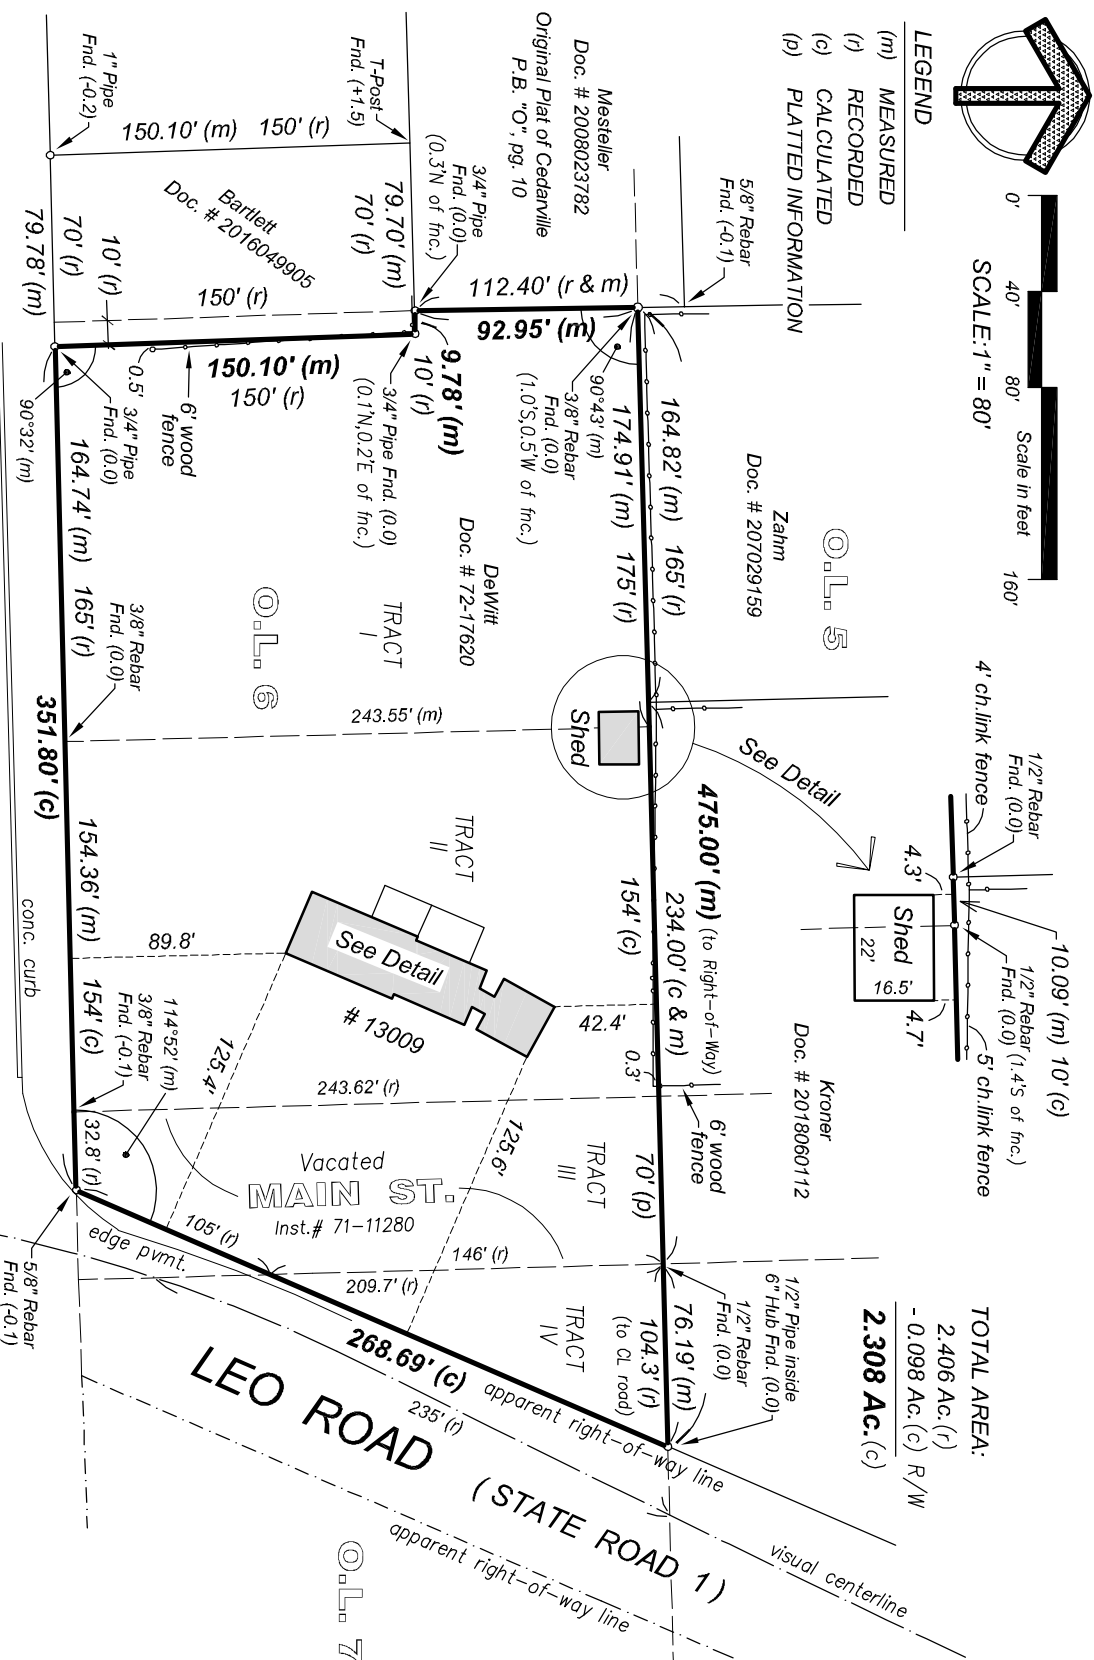 LEGEND
(m) MEASURED
(r) RECORDED
(c) CALCULATED
(p) PLATTED INFORMATION
0'
40'
80'
160'
Scale in feet
SCALE:1" = 80'
TOTAL AREA:
2.406 Ac.(r)
- 0.098 Ac.(c) R/W
2.308 Ac.(c)
1/2" Rebar
Fnd. (0.0)
4' ch.link fence
10.09' (m) 10' (c)
1/2" Rebar
Fnd. (0.0) (1.4'S of fnc.)
5' ch.link fence
4.3'
4.7'
Shed
22'
16.5'
See Detail
Shed
O.L. 5
Zahm
Doc. # 207029159
Kroner
Doc. # 2018060112
Mesteller
Doc. # 2008023782
Original Plat of Cedarville
P.B. "O", pg. 10
5/8" Rebar
Fnd. (-0.1)
164.82' (m) 165' (r)
174.91' (m) 175' (r)
475.00' (m) (to Right-of-Way)
234.00' (c & m)
154' (c)
0.3'
6' wood
fence
70' (p)
76.19' (m)
104.3' (r)
(to CL road)
1/2" Pipe inside
6" Hub Fnd. (0.0)
1/2" Rebar
Fnd. (0.0)
90°43' (m)
3/8" Rebar
Fnd. (0.0)
(1.0'S,0.5'W of fnc.)
112.40' (r & m)
92.95' (m)
3/4" Pipe
Fnd. (0.0)
(0.3'N of fnc.)
T-Post
Fnd. (+1.5)
1" Pipe
Fnd. (-0.2)
150.10' (m) 150' (r)
Bartlett
Doc. # 2016049905
79.70' (m)
70' (r)
150' (r)
10' (r)
70' (r)
79.78' (m)
9.78' (m)
10' (r)
3/4" Pipe Fnd. (0.0)
(0.1'N,0.2'E of fnc.)
150.10' (m)
150' (r)
6' wood
fence
0.5'
3/4" Pipe
Fnd. (0.0)
90°32' (m)
DeWitt
Doc. # 72-17620
TRACT
I
O.L. 6
243.55' (m)
164.74' (m) 165' (r)
3/8" Rebar
Fnd. (0.0)
351.80' (c)
TRACT
II
See Detail
# 13009
89.8'
42.4'
125.4'
125.6'
243.62' (r)
154.36' (m)
154' (c)
conc. curb
3/8" Rebar
Fnd. (-0.1)
114°52' (m)
32.8' (r)
TRACT
III
Vacated
MAIN ST.
Inst.# 71-11280
105' (r)
146' (r)
209.7' (r)
TRACT
IV
edge pvmt.
5/8" Rebar
Fnd. (-0.1)
268.69' (c)
apparent right-of-way line
235' (r)
LEO ROAD (STATE ROAD 1)
visual centerline
apparent right-of-way line
O.L. 7